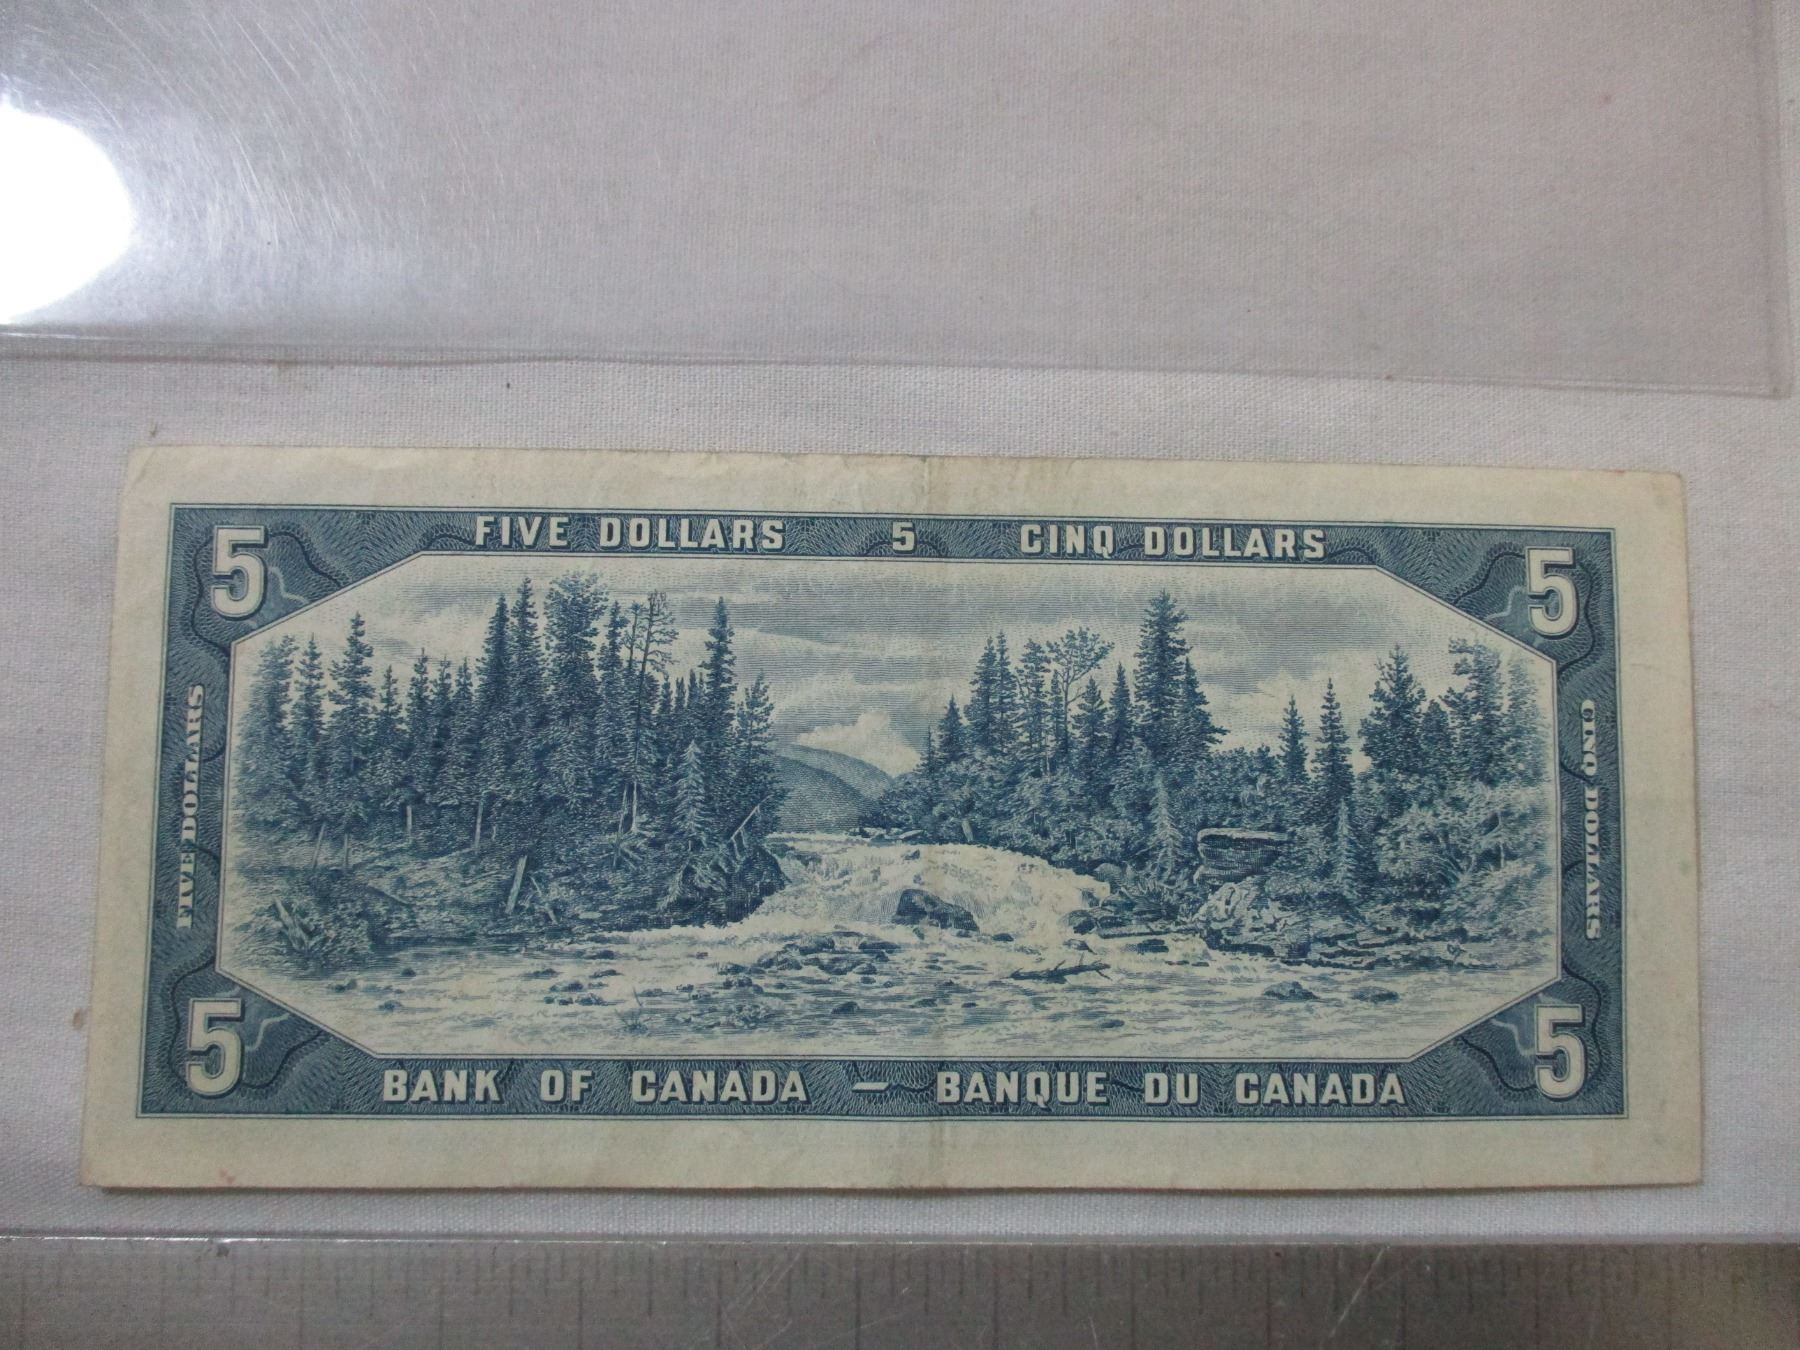 5 FIVE DOLLARS 5 CINQ DOLLARS 5
FIVE DOLLARS
CINQ DOLLARS
5 BANK OF CANADA – BANQUE DU CANADA 5